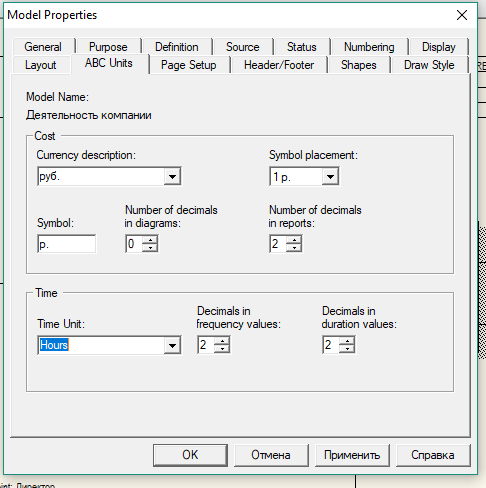 Model Properties
General Purpose Definition Source Status Numbering Display
Layout ABC Units Page Setup Header/Footer Shapes Draw Style
Model Name:
Деятельность компании
Cost
Currency description: Symbol placement:
руб. 1 р.
Number of decimals Number of decimals
Symbol: in diagrams: in reports:
р. 0 2
Time
Decimals in Decimals in
Time Unit: frequency values: duration values:
Hours 2 2
OK Отмена Применить Справка
Директор